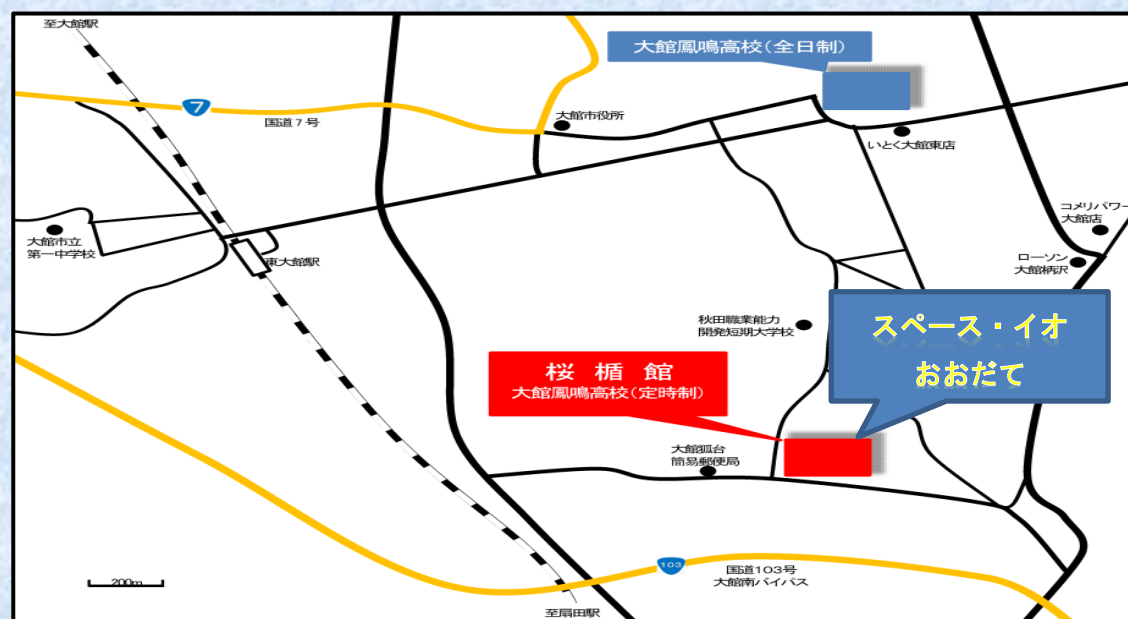 至大館駅
大館鳳鳴高校(全日制)
7
国道7号
大館市役所
いとく大館東店
コメリパワー
大館店
大館市立
第一中学校
東大館駅
ローソン
大館柄沢
秋田職業能力
開発短期大学校
スペース・イオ
おおだて
桜楯館
大館鳳鳴高校(定時制)
大館狐台
簡易郵便局
103
国道103号
大館南バイパス
200m
至扇田駅